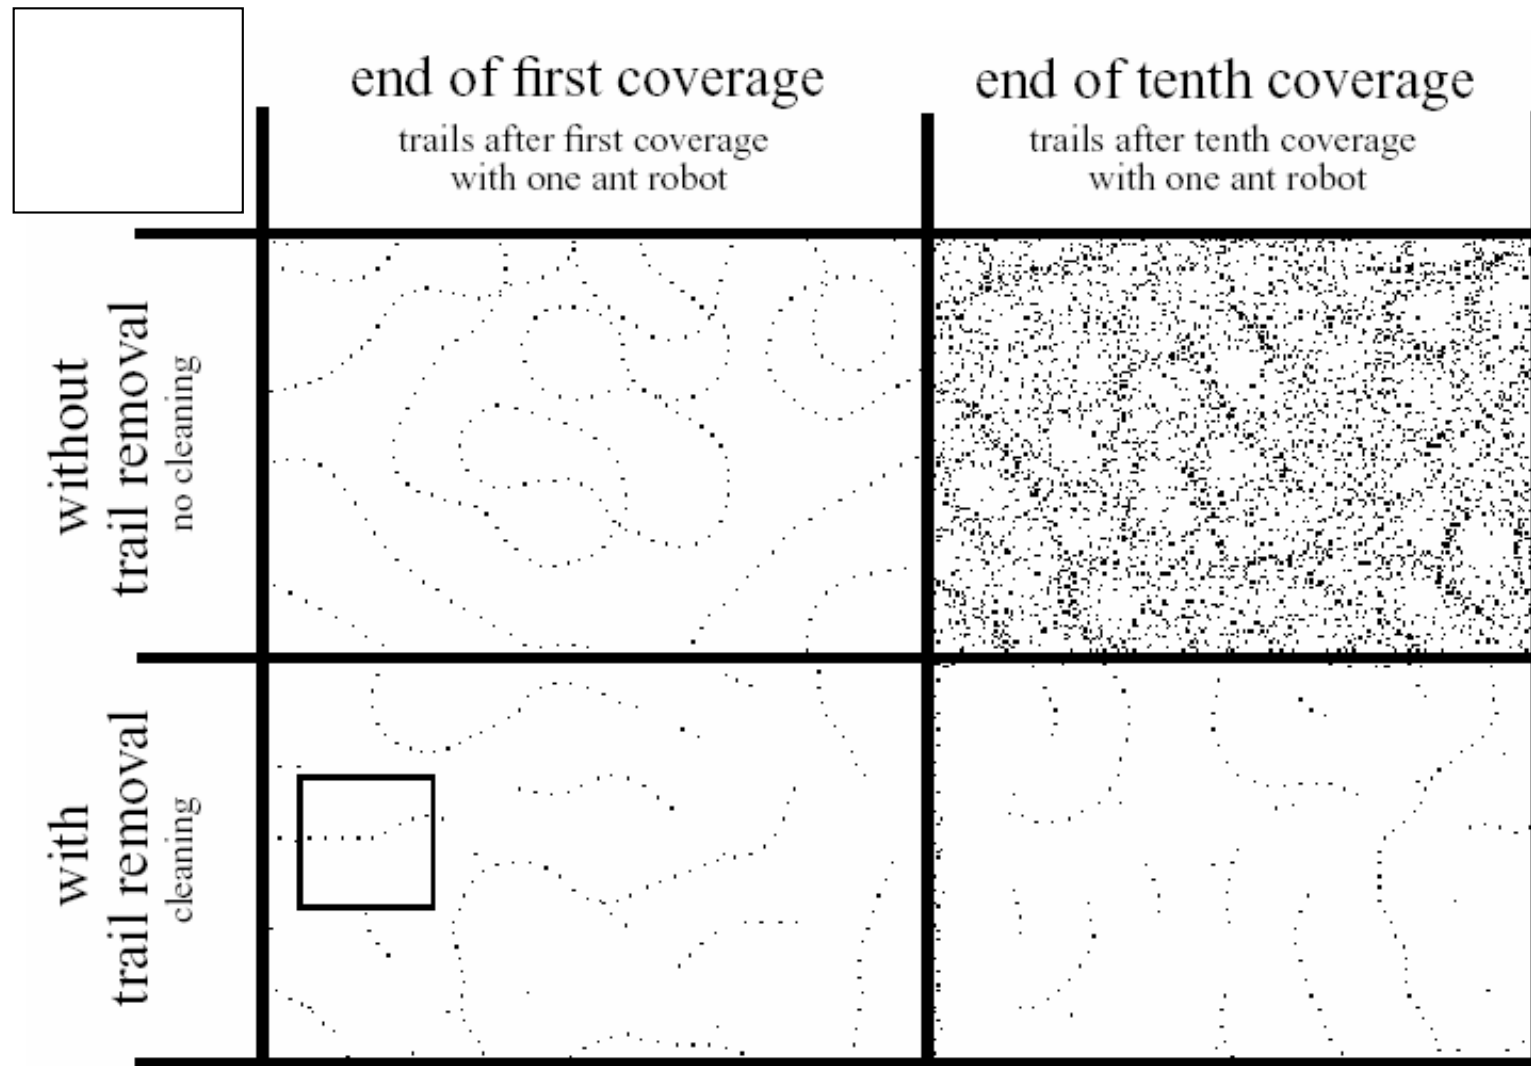 end of first coverage
trails after first coverage
with one ant robot
end of tenth coverage
trails after tenth coverage
with one ant robot
without
trail removal
no cleaning
with
trail removal
cleaning